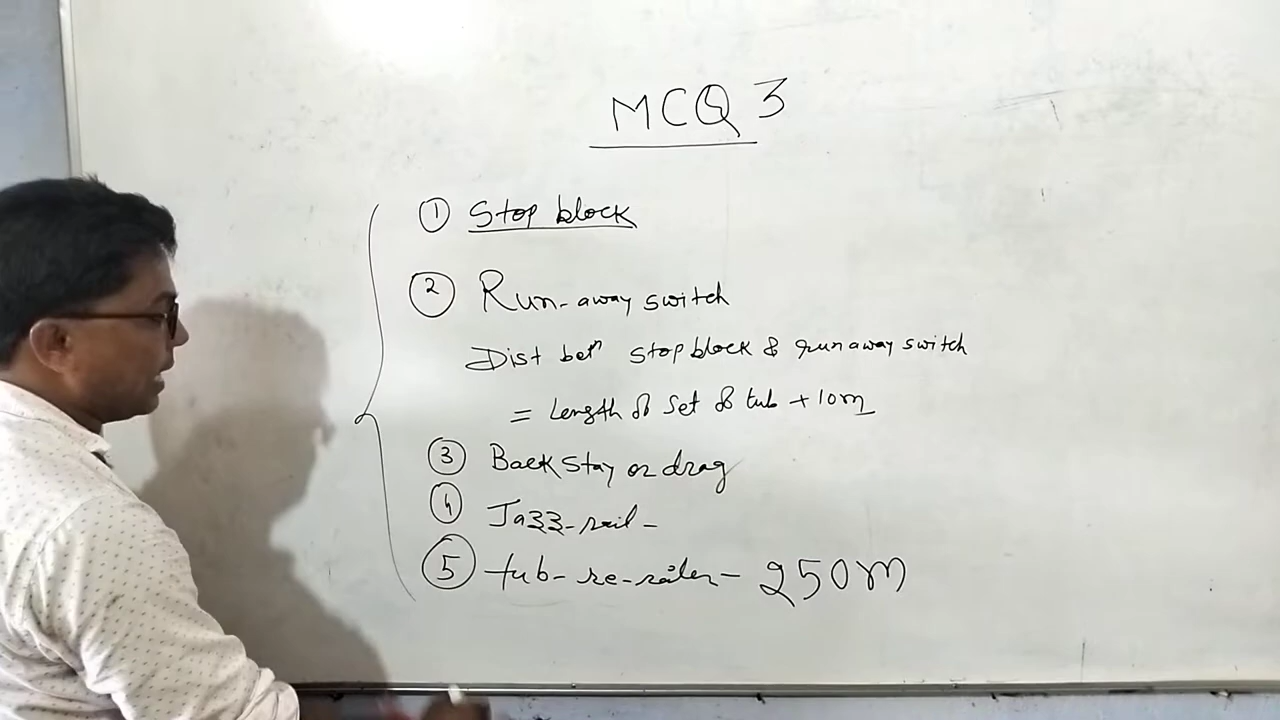 MCQ 3
① Stop block
② Run-away switch
Dist betn stop block & runaway switch
= Length of set of tub + 10m
③ Back stay or drag
④ Jazz-rail -
⑤ tub-re-railer - 250m